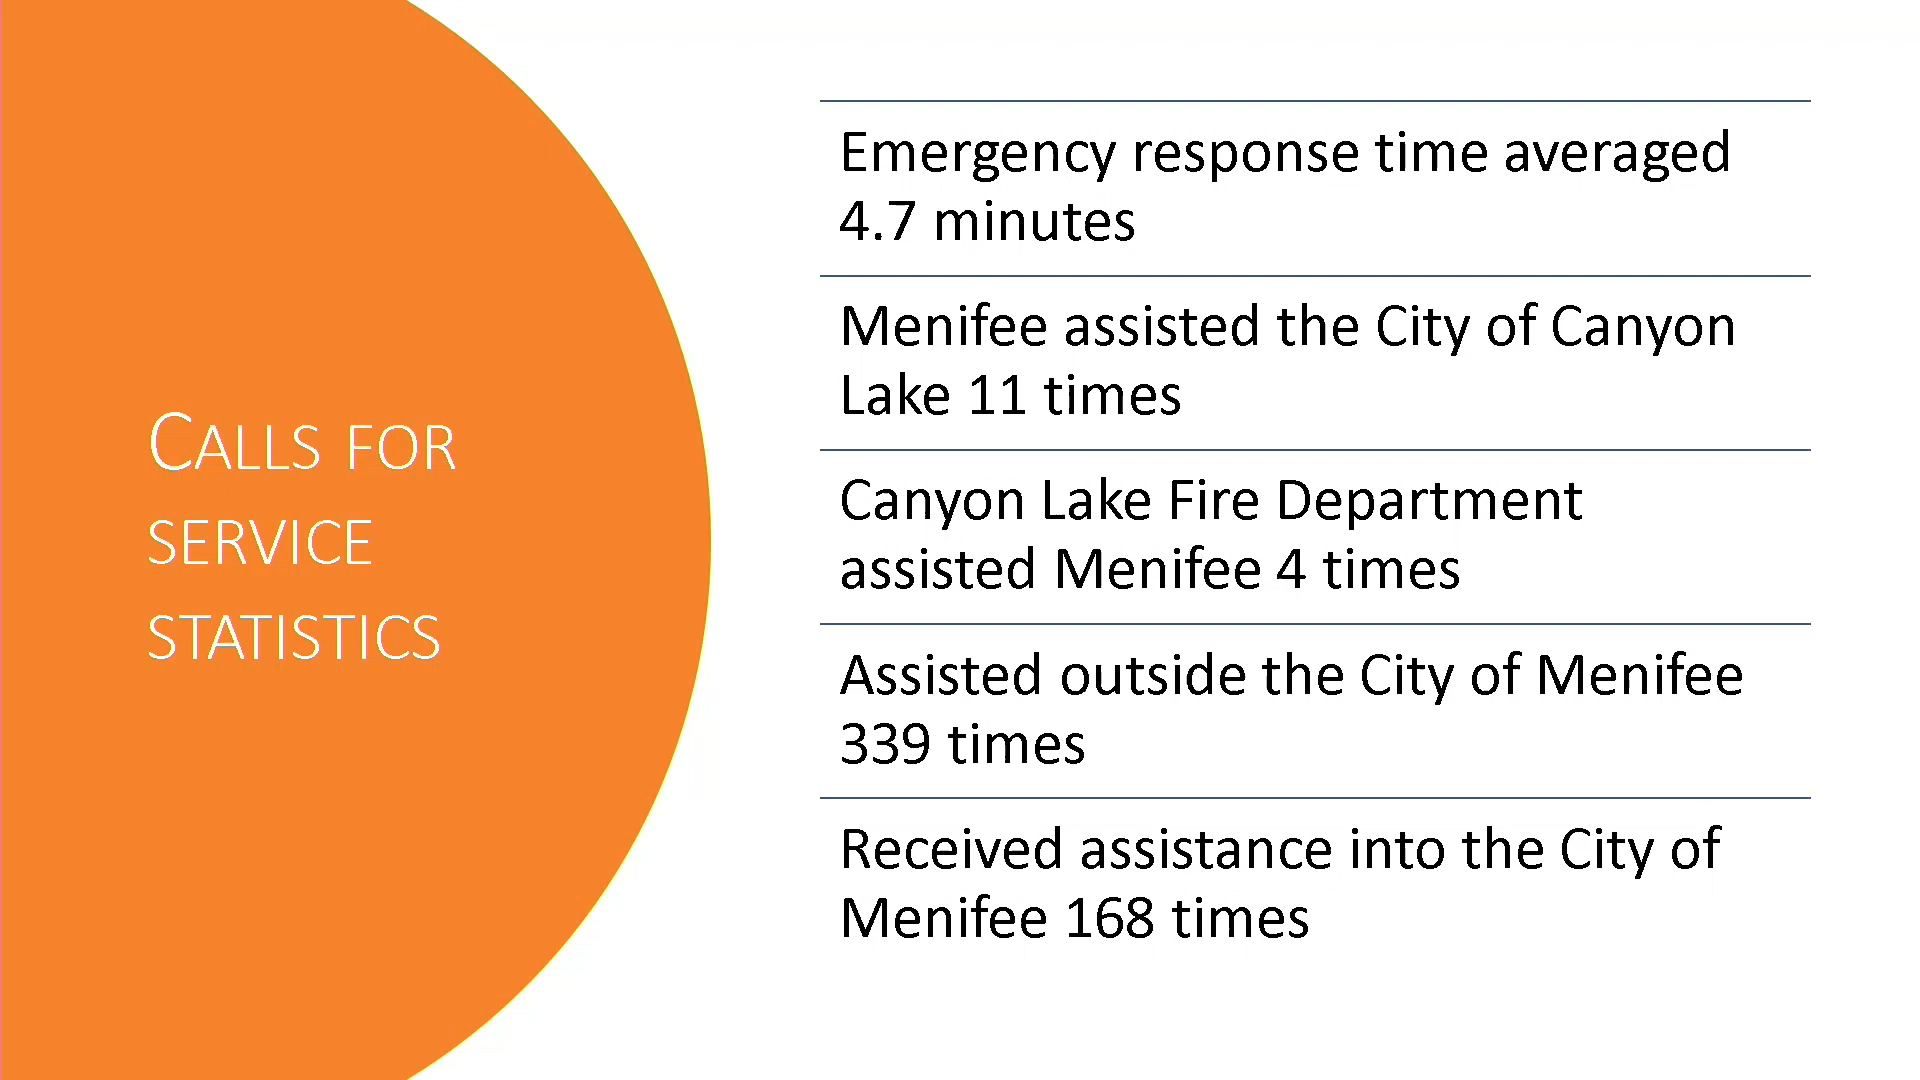 Calls for
service
statistics
Emergency response time averaged
4.7 minutes
Menifee assisted the City of Canyon
Lake 11 times
Canyon Lake Fire Department
assisted Menifee 4 times
Assisted outside the City of Menifee
339 times
Received assistance into the City of
Menifee 168 times